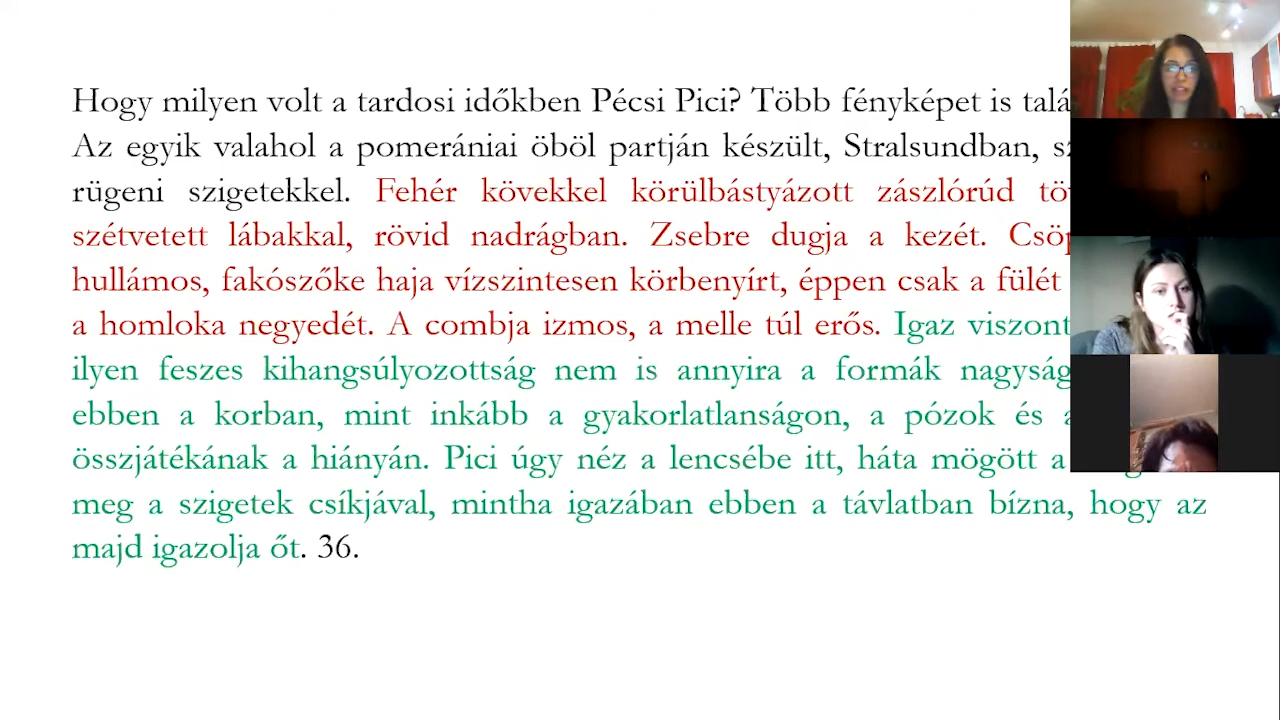 Hogy milyen volt a tardosi időkben Pécsi Pici? Több fényképet is
Az egyik valahol a pomerániai öböl partján készült, Stralsundban,
rügeni szigetekkel. Fehér kövekkel körülbástyázott zászlórúd
szétvetett lábakkal, rövid nadrágban. Zsebre dugja a kezét.
hullámos, fakószőke haja vízszintesen körbenyírt, éppen csak a fülét
a homloka negyedét. A combja izmos, a melle túl erős. Igaz viszont
ilyen feszes kihangsúlyozottság nem is annyira a formák
ebben a korban, mint inkább a gyakorlatlanságon, a pózok és
összjátékának a hiányán. Pici úgy néz a lencsébe itt, háta mögött a
meg a szigetek csíkjával, mintha igazában ebben a távlatban bízna, hogy az
majd igazolja őt. 36.